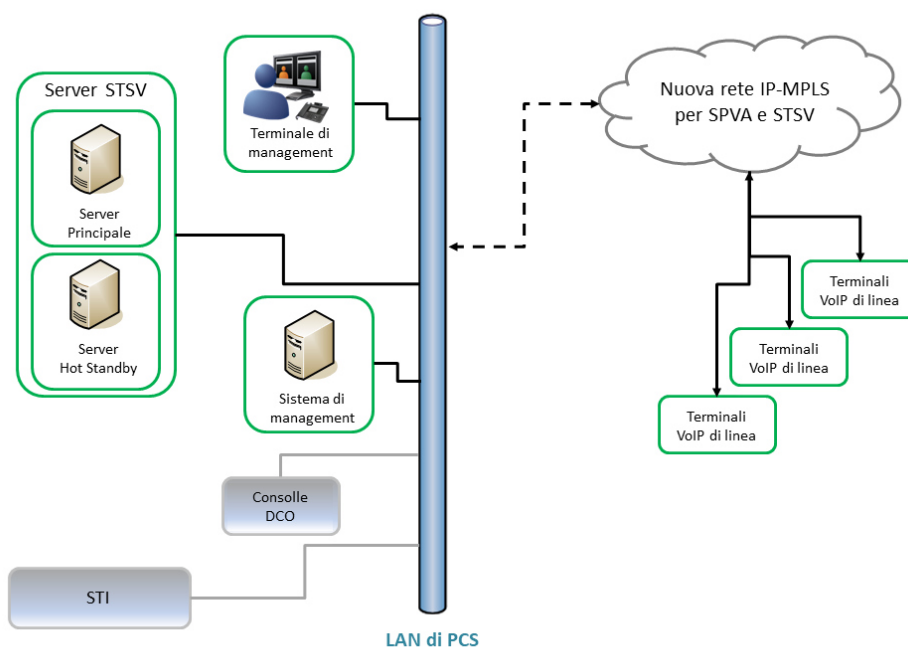 Server STSV
Server
Principale
Server
Hot Standby
Terminale di
management
Sistema di
management
Consolle
DCO
STI
LAN di PCS
Nuova rete IP-MPLS
per SPVA e STSV
Terminali
VoIP di linea
Terminali
VoIP di linea
Terminali
VoIP di linea